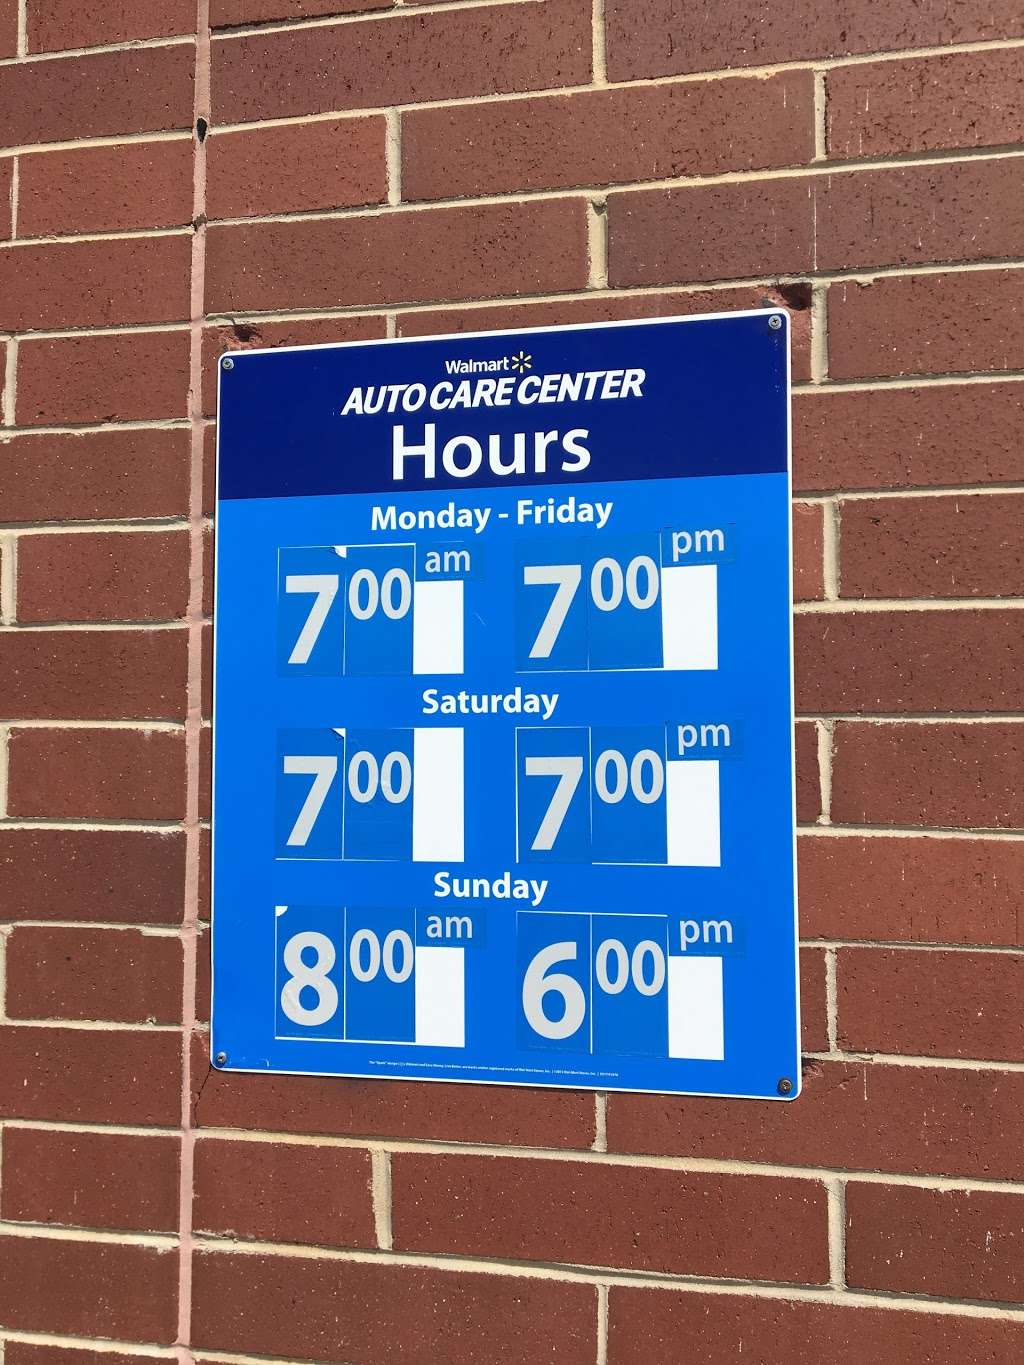 Walmart
AUTO CARE CENTER
Hours
Monday - Friday
7 00 am 7 00 pm
Saturday
7 00 7 00 pm
Sunday
8 00 am 6 00 pm